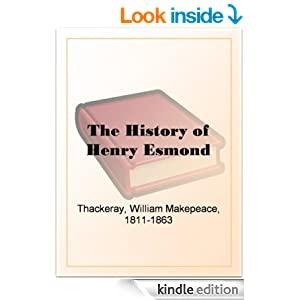 Look inside
The History of
Henry Esmond
Thackeray, William Makepeace,
1811-1863
kindle edition